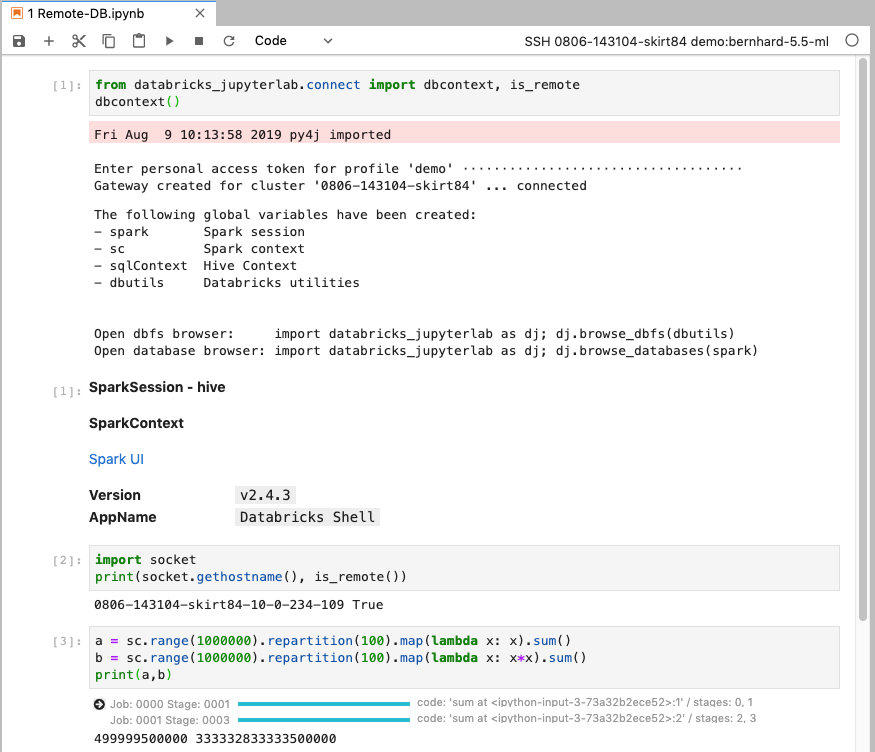 1 Remote-DB.ipynb
Code
SSH 0806-143104-skirt84 demo:bernhard-5.5-ml
[1]: from databricks_jupyterlab.connect import dbcontext, is_remote
dbcontext()
Fri Aug  9 10:13:58 2019 py4j imported
Enter personal access token for profile 'demo' ····································
Gateway created for cluster '0806-143104-skirt84' ... connected
The following global variables have been created:
- spark       Spark session
- sc          Spark context
- sqlContext  Hive Context
- dbutils     Databricks utilities
Open dbfs browser:     import databricks_jupyterlab as dj; dj.browse_dbfs(dbutils)
Open database browser: import databricks_jupyterlab as dj; dj.browse_databases(spark)
[1]: SparkSession - hive
SparkContext
Spark UI
Version v2.4.3
AppName Databricks Shell
[2]: import socket
print(socket.gethostname(), is_remote())
0806-143104-skirt84-10-0-234-109 True
[3]: a = sc.range(1000000).repartition(100).map(lambda x: x).sum()
b = sc.range(1000000).repartition(100).map(lambda x: x*x).sum()
print(a,b)
Job: 0000 Stage: 0001 code: 'sum at <ipython-input-3-73a32b2ece52>:1' / stages: 0, 1
Job: 0001 Stage: 0003 code: 'sum at <ipython-input-3-73a32b2ece52>:2' / stages: 2, 3
499999500000 333332833333500000